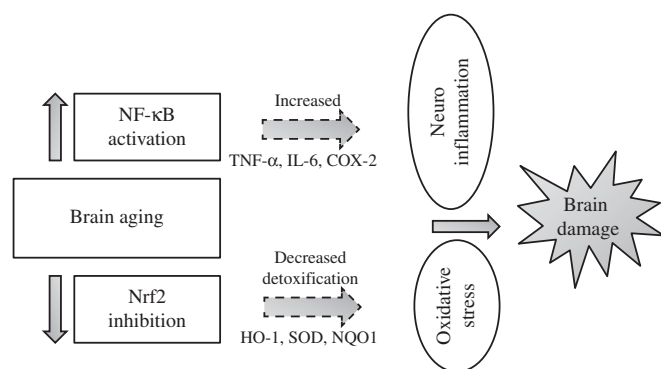 NF-κB
activation
Increased
TNF-α, IL-6, COX-2
Neuro
inflammation
Brain aging
Brain
damage
Nrf2
inhibition
Decreased
detoxification
HO-1, SOD, NQO1
Oxidative
stress